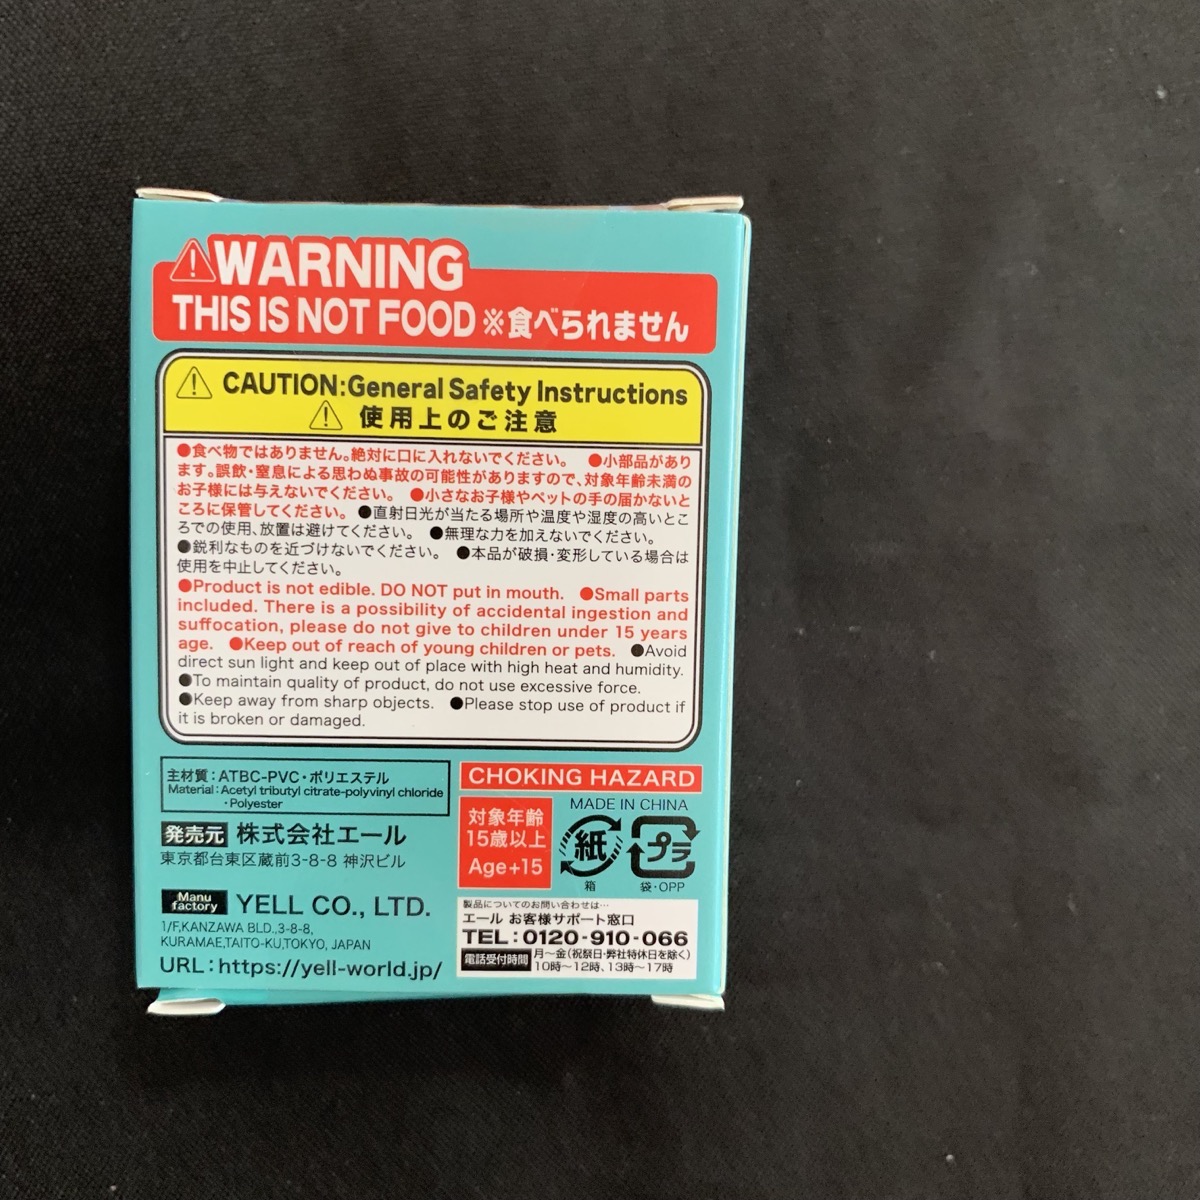 ⚠WARNING
THIS IS NOT FOOD※食べられません
⚠ CAUTION:General Safety Instructions
⚠ 使用上のご注意
●食べ物ではありません。絶対に口に入れないでください。 ●小部品があり
ます。誤飲・窒息による思わぬ事故の可能性がありますので、対象年齢未満の
お子様には与えないでください。 ●小さなお子様やペットの手の届かないと
ころに保管してください。●直射日光が当たる場所や温度や湿度の高いとこ
ろでの使用、放置は避けてください。 ●無理な力を加えないでください。
●鋭利なものを近づけないでください。 ●本品が破損・変形している場合は
使用を中止してください。
●Product is not edible. DO NOT put in mouth. ●Small parts
included. There is a possibility of accidental ingestion and
suffocation, please do not give to children under 15 years
age. ●Keep out of reach of young children or pets. ●Avoid
direct sun light and keep out of place with high heat and humidity.
●To maintain quality of product, do not use excessive force.
●Keep away from sharp objects. ●Please stop use of product if
it is broken or damaged.
主材質：ATBC-PVC・ポリエステル
Material：Acetyl tributyl citrate-polyvinyl chloride
・Polyester
発売元 株式会社エール
東京都台東区蔵前3-8-8 神沢ビル
Manu
factory YELL CO., LTD.
1/F,KANZAWA BLD.,3-8-8,
KURAMAE,TAITO-KU,TOKYO, JAPAN
URL：https://yell-world.jp/
CHOKING HAZARD
対象年齢
15歳以上
Age+15
MADE IN CHINA
紙
箱
プラ
袋・OPP
製品についてのお問い合わせは…
エール お客様サポート窓口
TEL：0120-910-066
電話受付時間 月〜金（祝祭日・弊社特休日を除く）
10時〜12時、13時〜17時